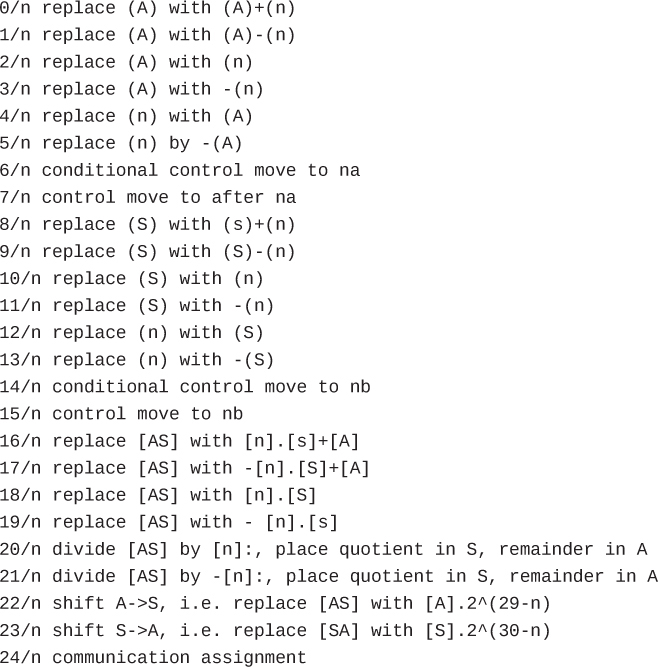 0/n replace (A) with (A)+(n)
1/n replace (A) with (A)-(n)
2/n replace (A) with (n)
3/n replace (A) with -(n)
4/n replace (n) with (A)
5/n replace (n) by -(A)
6/n conditional control move to na
7/n control move to after na
8/n replace (S) with (s)+(n)
9/n replace (S) with (S)-(n)
10/n replace (S) with (n)
11/n replace (S) with -(n)
12/n replace (n) with (S)
13/n replace (n) with -(S)
14/n conditional control move to nb
15/n control move to nb
16/n replace [AS] with [n].[s]+[A]
17/n replace [AS] with -[n].[S]+[A]
18/n replace [AS] with [n].[S]
19/n replace [AS] with - [n].[s]
20/n divide [AS] by [n]:, place quotient in S, remainder in A
21/n divide [AS] by -[n]:, place quotient in S, remainder in A
22/n shift A->S, i.e. replace [AS] with [A].2^(29-n)
23/n shift S->A, i.e. replace [SA] with [S].2^(30-n)
24/n communication assignment